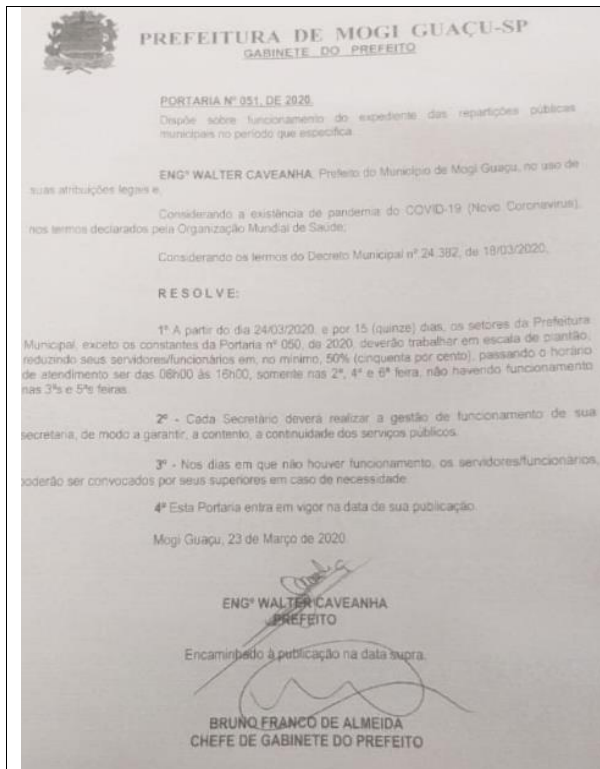 PREFEITURA DE MOGI GUAÇU-SP
GABINETE DO PREFEITO
PORTARIA Nº 051, DE 2020.
Dispõe sobre funcionamento do expediente das repartições públicas
municipais no período que especifica.
ENGº WALTER CAVEANHA, Prefeito do Município de Mogi Guaçu, no uso de
suas atribuições legais e,
Considerando a existência de pandemia do COVID-19 (Novo Coronavirus),
nos termos declarados pela Organização Mundial de Saúde;
Considerando os termos do Decreto Municipal nº 24.382, de 18/03/2020,
RESOLVE:
1º A partir do dia 24/03/2020, e por 15 (quinze) dias, os setores da Prefeitura
Municipal, exceto os constantes da Portaria nº 050, de 2020, deverão trabalhar em escala de plantão,
reduzindo seus servidores/funcionários em, no mínimo, 50% (cinquenta por cento), passando o horário
de atendimento ser das 08h00 às 16h00, somente nas 2ª, 4ª e 6ª feira, não havendo funcionamento
nas 3ªs e 5ªs feiras.
2º - Cada Secretário deverá realizar a gestão de funcionamento de sua
secretaria, de modo a garantir, a contento, a continuidade dos serviços públicos.
3º - Nos dias em que não houver funcionamento, os servidores/funcionários,
poderão ser convocados por seus superiores em caso de necessidade.
4º Esta Portaria entra em vigor na data de sua publicação.
Mogi Guaçu, 23 de Março de 2020.
ENGº WALTER CAVEANHA
PREFEITO
Encaminhado à publicação na data supra.
BRUNO FRANCO DE ALMEIDA
CHEFE DE GABINETE DO PREFEITO